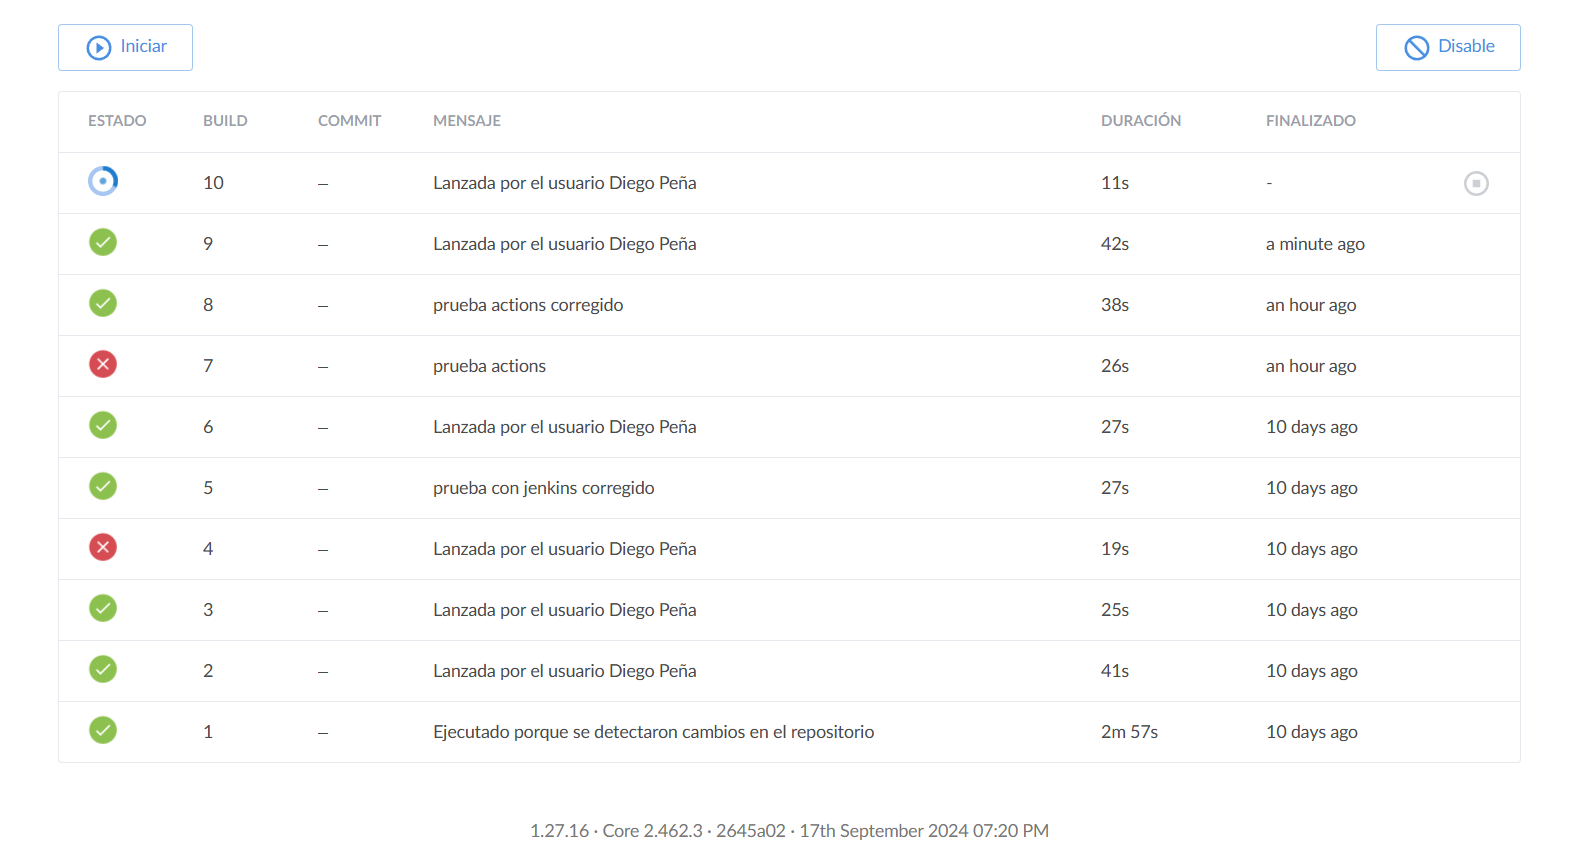 Iniciar Disable
ESTADO BUILD COMMIT MENSAJE DURACIÓN FINALIZADO
10 – Lanzada por el usuario Diego Peña 11s -
9 – Lanzada por el usuario Diego Peña 42s a minute ago
8 – prueba actions corregido 38s an hour ago
7 – prueba actions 26s an hour ago
6 – Lanzada por el usuario Diego Peña 27s 10 days ago
5 – prueba con jenkins corregido 27s 10 days ago
4 – Lanzada por el usuario Diego Peña 19s 10 days ago
3 – Lanzada por el usuario Diego Peña 25s 10 days ago
2 – Lanzada por el usuario Diego Peña 41s 10 days ago
1 – Ejecutado porque se detectaron cambios en el repositorio 2m 57s 10 days ago
1.27.16 · Core 2.462.3 · 2645a02 · 17th September 2024 07:20 PM